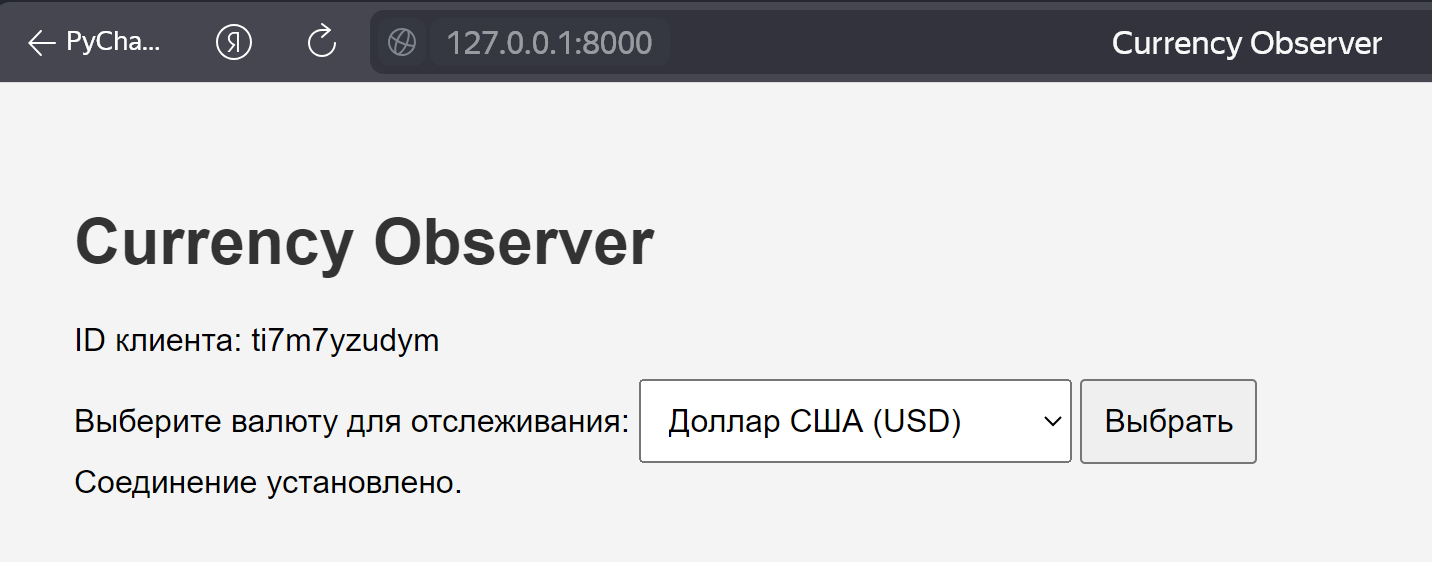 PyCha... Я 127.0.0.1:8000 Currency Observer
Currency Observer
ID клиента: ti7m7yzudym
Выберите валюту для отслеживания: Доллар США (USD) Выбрать
Соединение установлено.